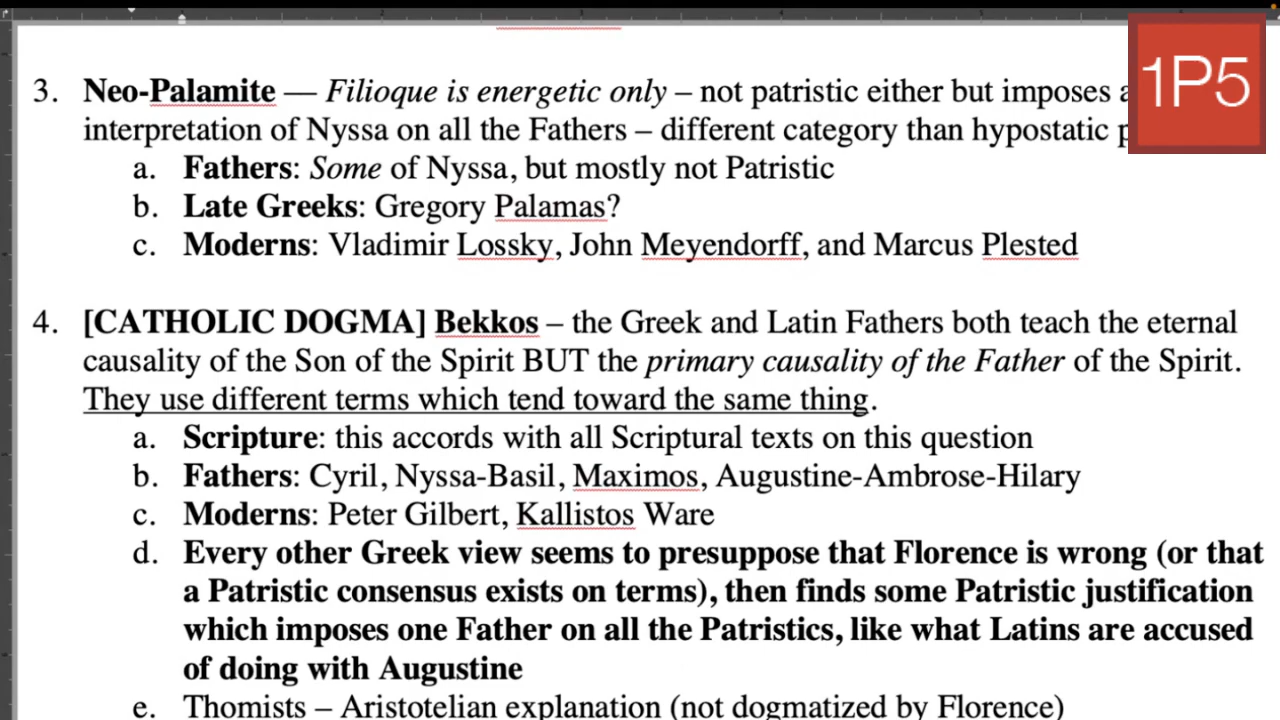 1P5
3. Neo-Palamite — Filioque is energetic only – not patristic either but imposes
interpretation of Nyssa on all the Fathers – different category than hypostatic
a. Fathers: Some of Nyssa, but mostly not Patristic
b. Late Greeks: Gregory Palamas?
c. Moderns: Vladimir Lossky, John Meyendorff, and Marcus Plested
4. [CATHOLIC DOGMA] Bekkos – the Greek and Latin Fathers both teach the eternal
causality of the Son of the Spirit BUT the primary causality of the Father of the Spirit.
They use different terms which tend toward the same thing.
a. Scripture: this accords with all Scriptural texts on this question
b. Fathers: Cyril, Nyssa-Basil, Maximos, Augustine-Ambrose-Hilary
c. Moderns: Peter Gilbert, Kallistos Ware
d. Every other Greek view seems to presuppose that Florence is wrong (or that
a Patristic consensus exists on terms), then finds some Patristic justification
which imposes one Father on all the Patristics, like what Latins are accused
of doing with Augustine
e. Thomists – Aristotelian explanation (not dogmatized by Florence)